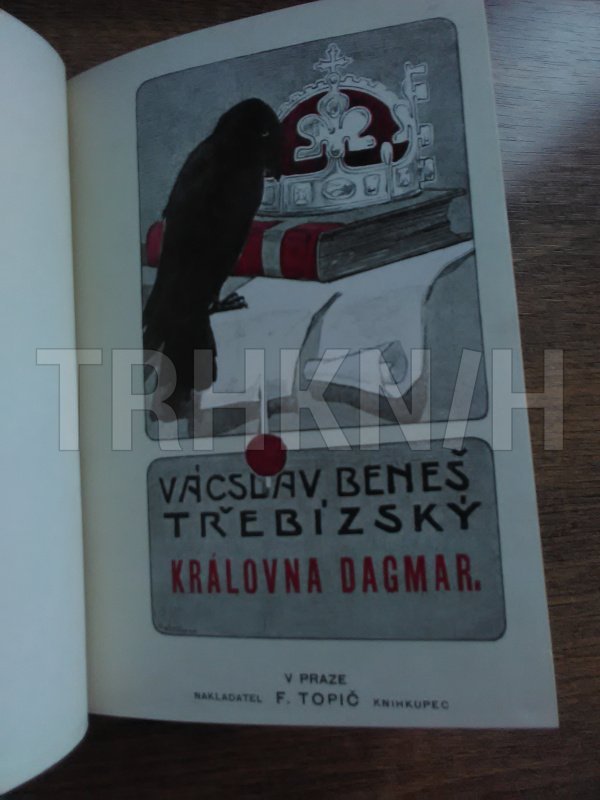 TRHKNIH
VÁCSLAV BENEŠ
TŘEBÍZSKÝ
KRÁLOVNA DAGMAR.
V PRAZE
NAKLADATEL F. TOPIČ KNIHKUPEC